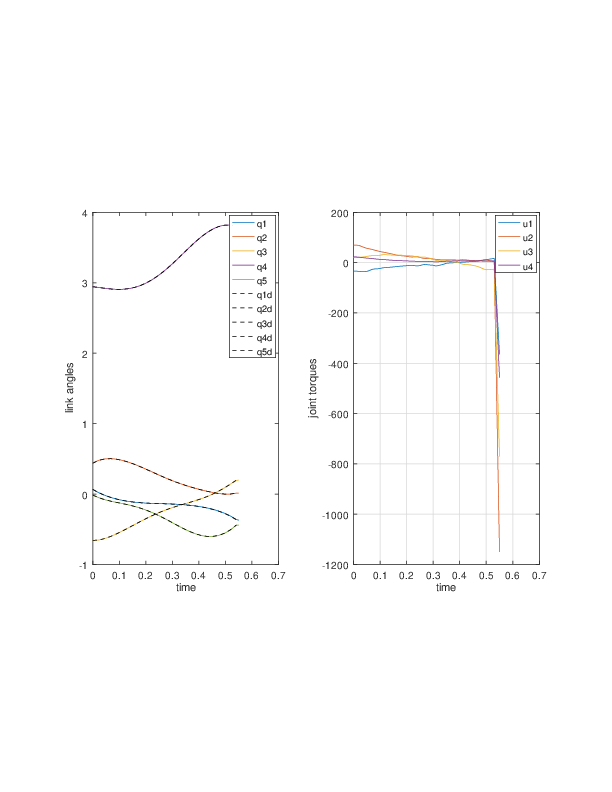 4
3
2
1
0
-1
link angles
0
0.1
0.2
0.3
0.4
0.5
0.6
0.7
time
q1
q2
q3
q4
q5
q1d
q2d
q3d
q4d
q5d
200
0
-200
-400
-600
-800
-1000
-1200
joint torques
0
0.1
0.2
0.3
0.4
0.5
0.6
0.7
time
u1
u2
u3
u4